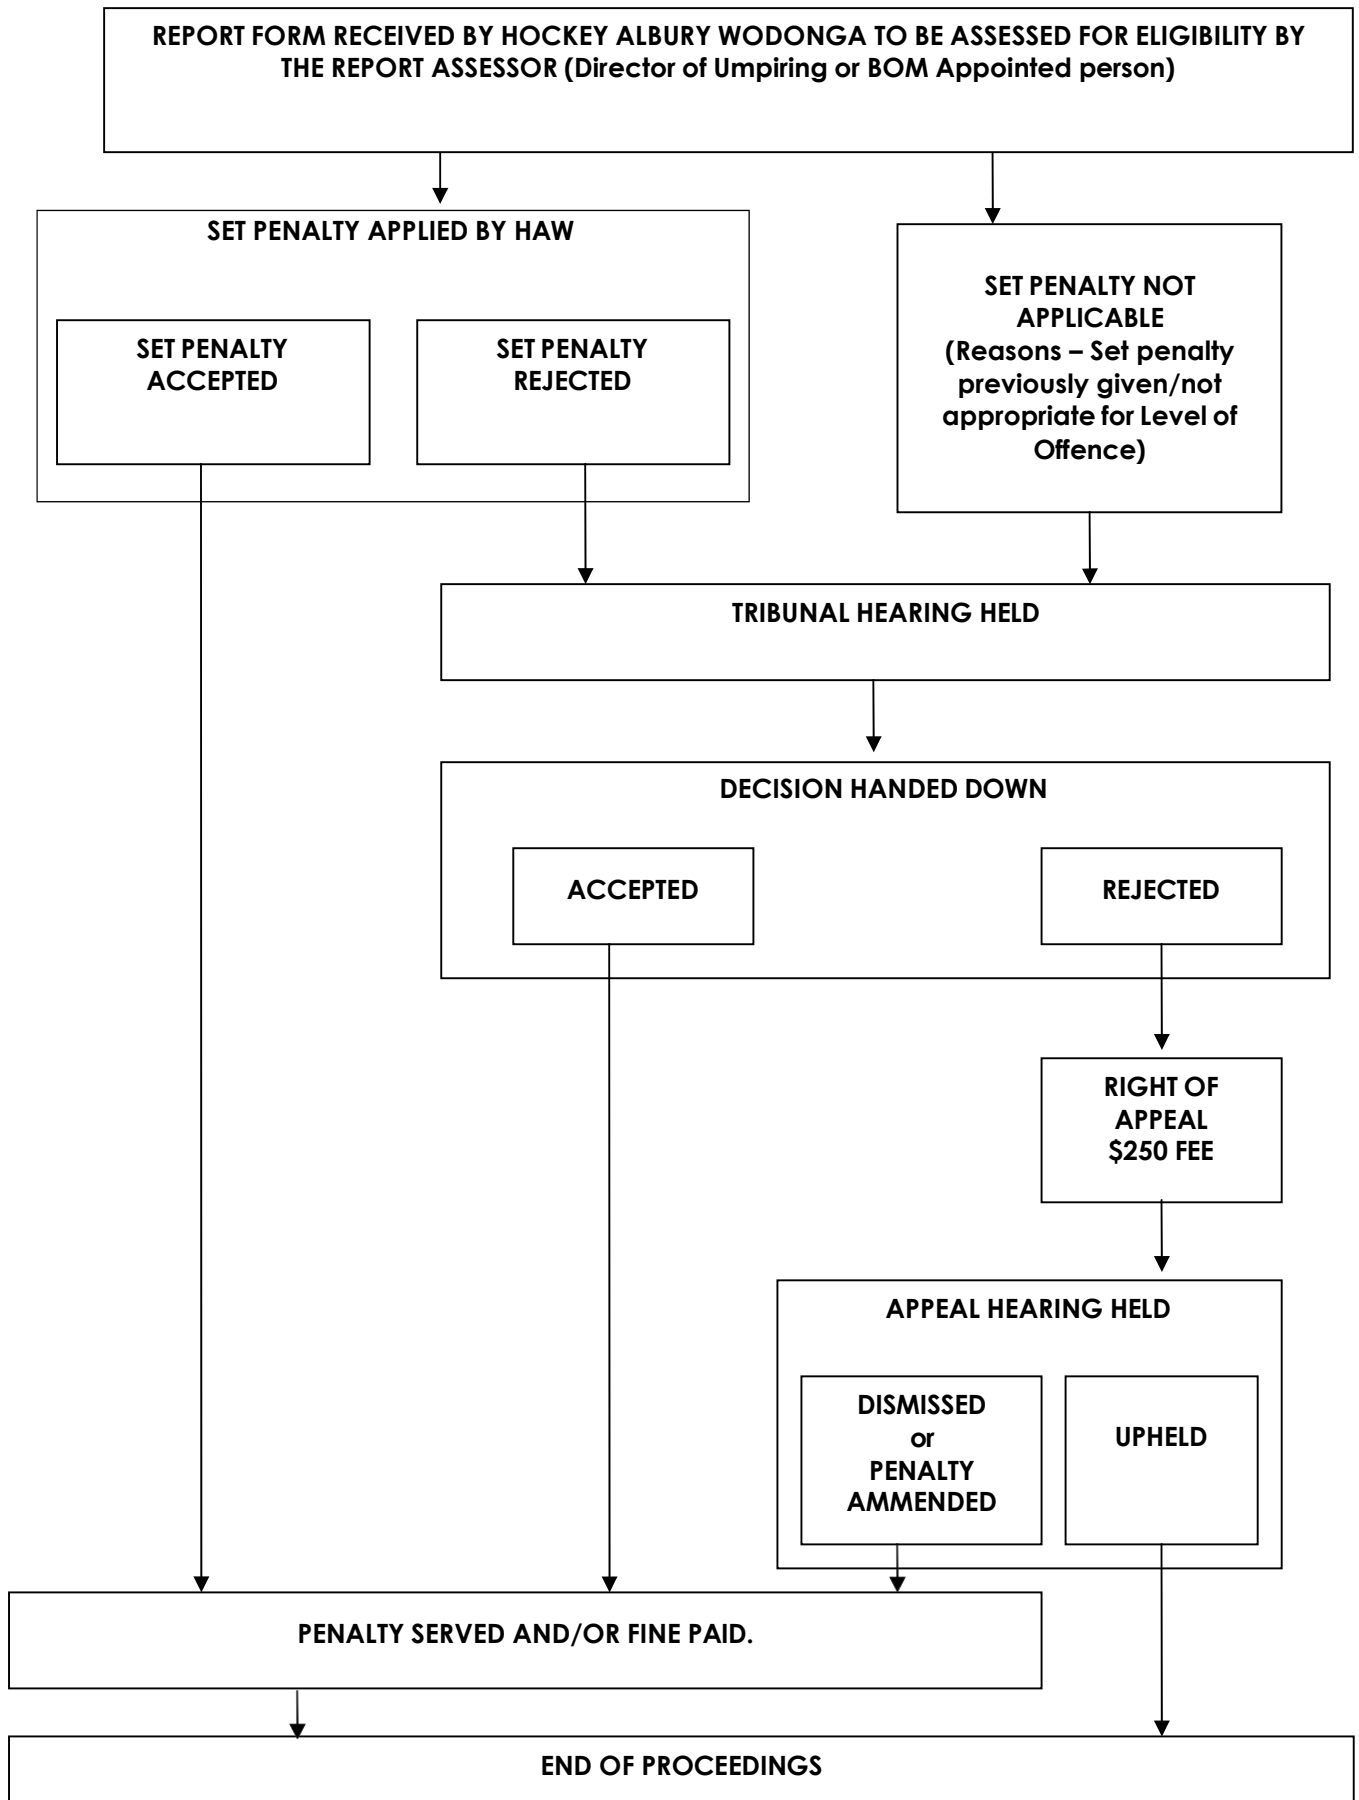 REPORT FORM RECEIVED BY HOCKEY ALBURY WODONGA TO BE ASSESSED FOR ELIGIBILITY BY
THE REPORT ASSESSOR (Director of Umpiring or BOM Appointed person)
SET PENALTY APPLIED BY HAW
SET PENALTY
ACCEPTED
SET PENALTY
REJECTED
SET PENALTY NOT
APPLICABLE
(Reasons – Set penalty
previously given/not
appropriate for Level of
Offence)
TRIBUNAL HEARING HELD
DECISION HANDED DOWN
ACCEPTED
REJECTED
RIGHT OF
APPEAL
$250 FEE
APPEAL HEARING HELD
DISMISSED
or
PENALTY
AMMENDED
UPHELD
PENALTY SERVED AND/OR FINE PAID.
END OF PROCEEDINGS